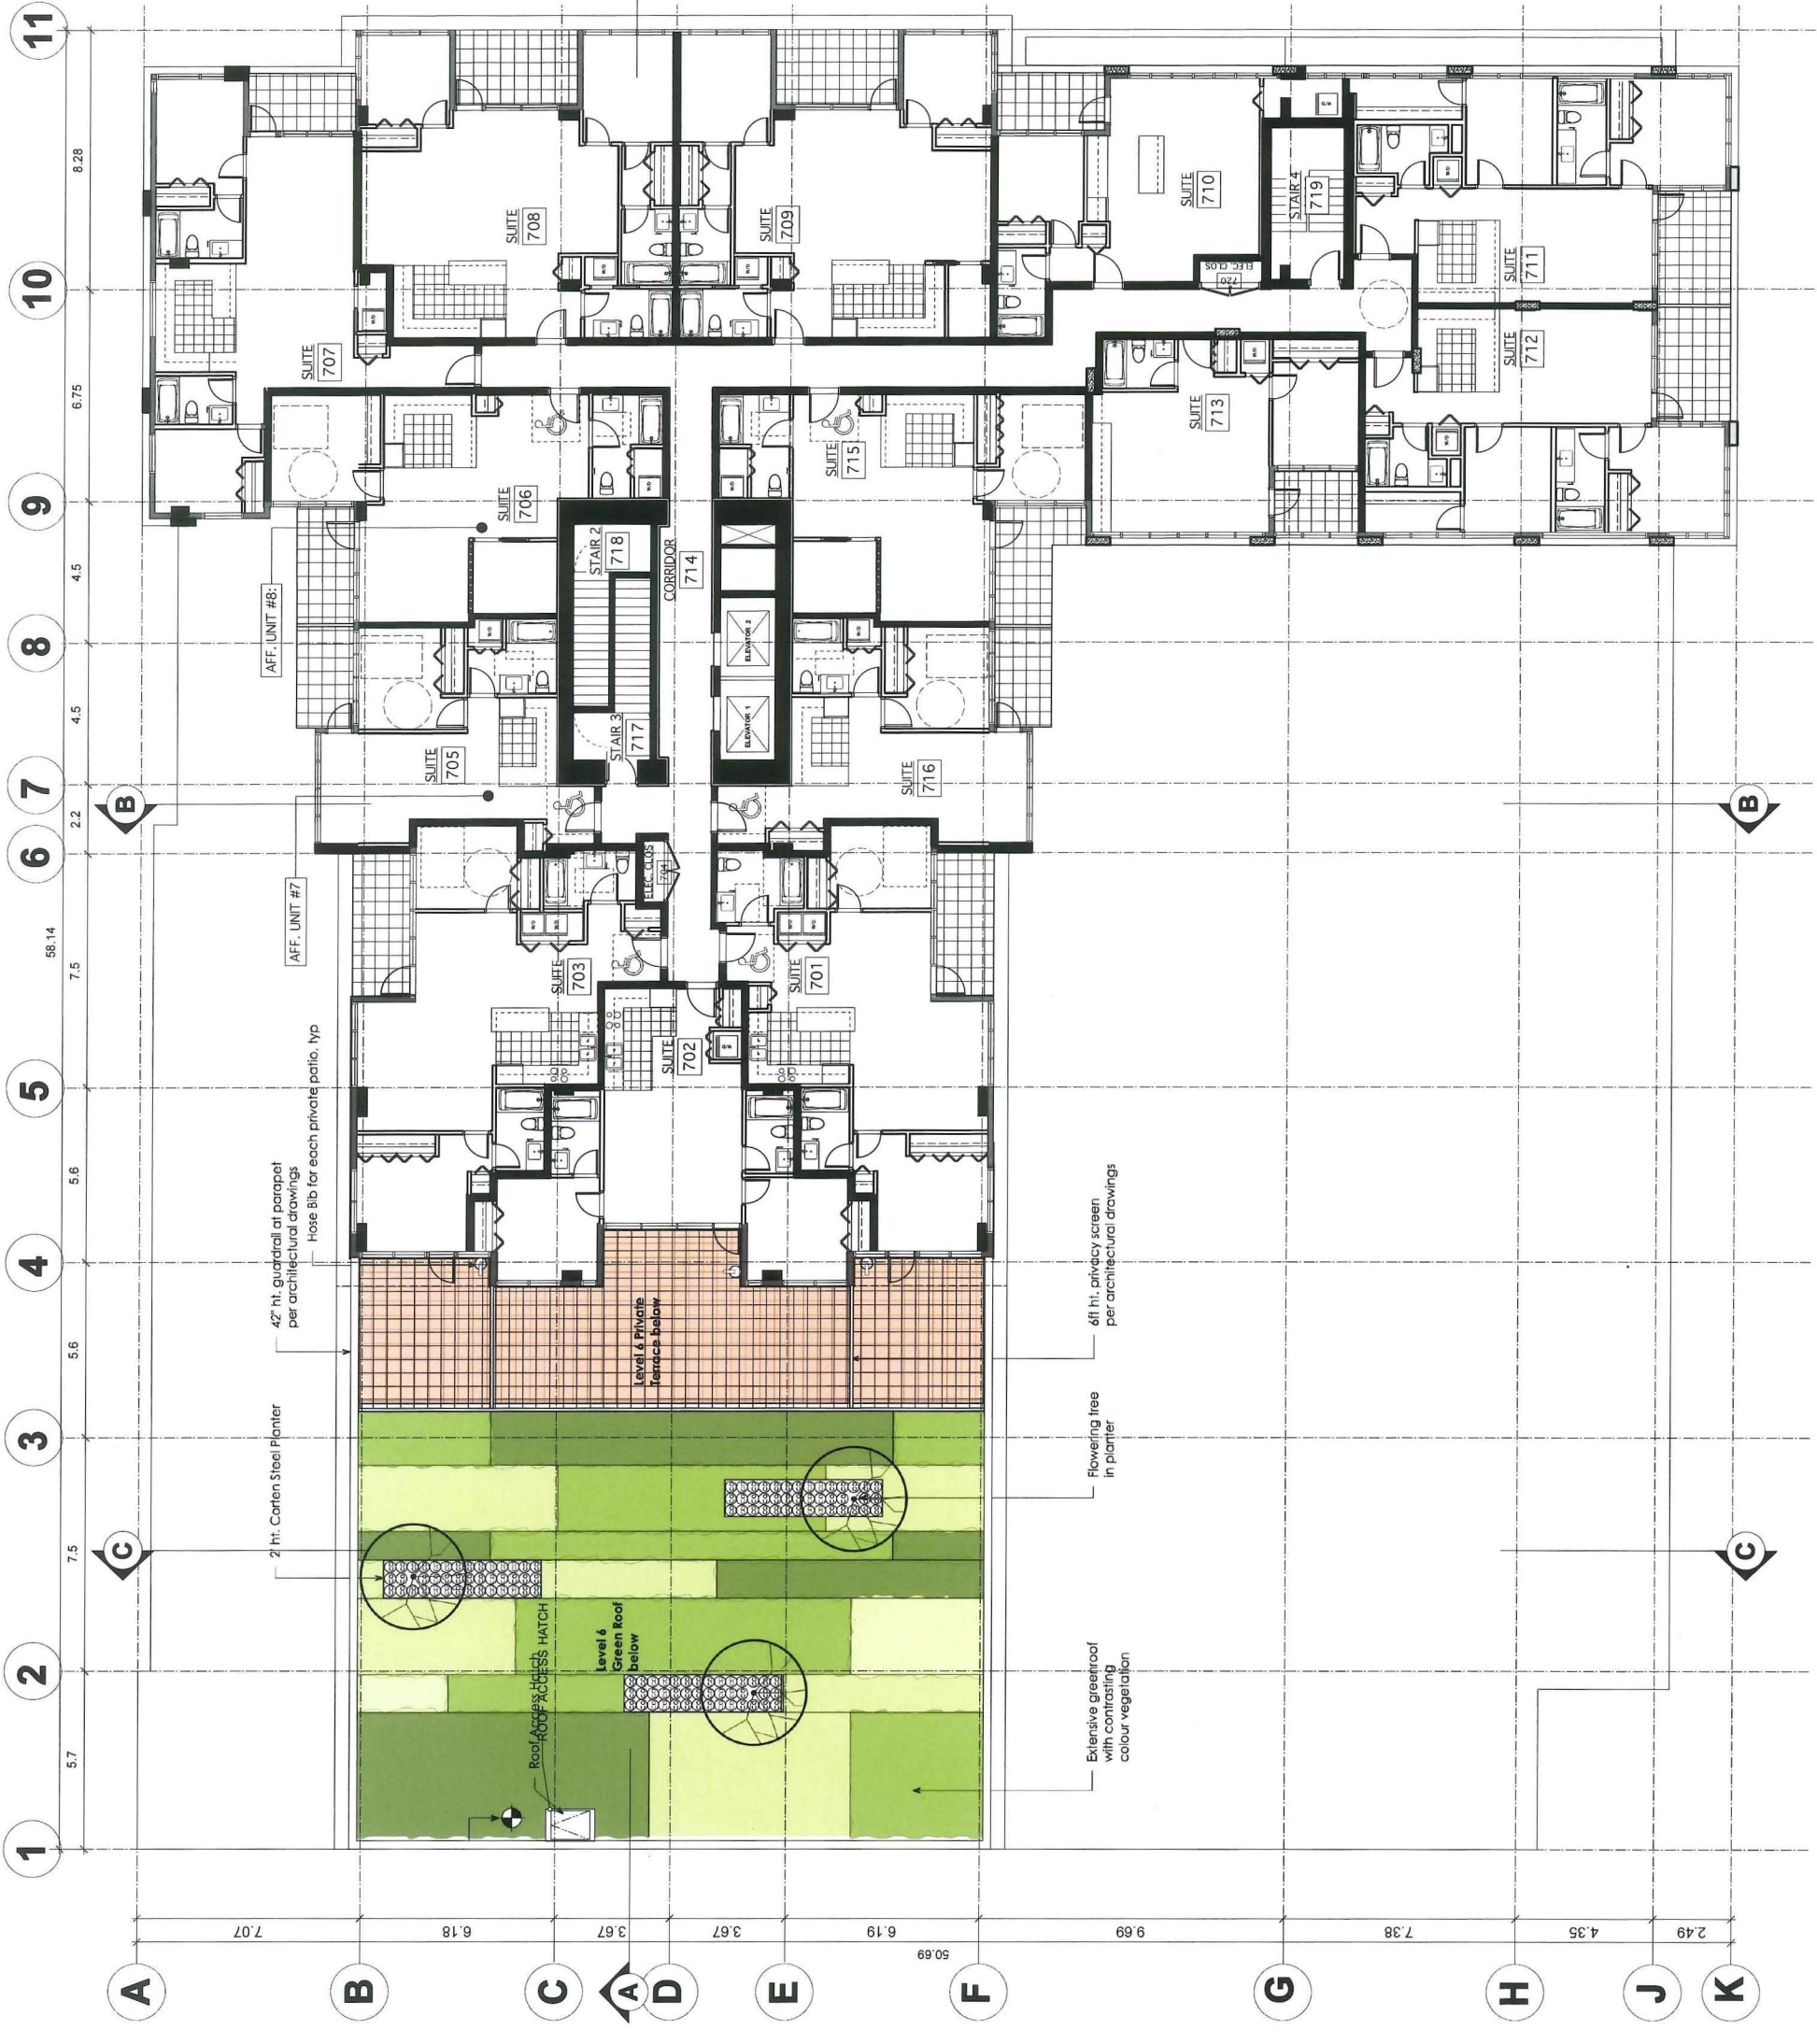 11
10
9
8
7
6
5
4
3
2
1
8.28
6.75
4.5
4.5
2.2
7.5
5.6
5.6
7.5
5.7
58.14
A
B
C
D
E
F
G
H
J
K
7.07
6.18
3.67
3.67
6.19
9.69
7.38
4.35
2.49
50.69
A
B
B
C
C
SUITE
707
SUITE
708
SUITE
709
SUITE
710
STAIR 4
719
ELEC. CLOS
720
SUITE
711
SUITE
712
SUITE
713
SUITE
706
SUITE
715
STAIR 2
718
CORRIDOR
714
ELEVATOR 2
ELEVATOR 1
STAIR 3
717
SUITE
705
SUITE
716
ELEC. CLOS
704
SUITE
703
SUITE
701
SUITE
702
W/D
AFF. UNIT #8:
AFF. UNIT #7
Hose Bib for each private patio, typ
42" ht. guardrail at parapet
per architectural drawings
2' ht. Corten Steel Planter
6ft ht. privacy screen
per architectural drawings
Flowering tree
in planter
Extensive greenroof
with contrasting
colour vegetation
Level 6 Private
Terrace below
Level 6
Green Roof
below
Roof Access Hatch
ROOF ACCESS HATCH